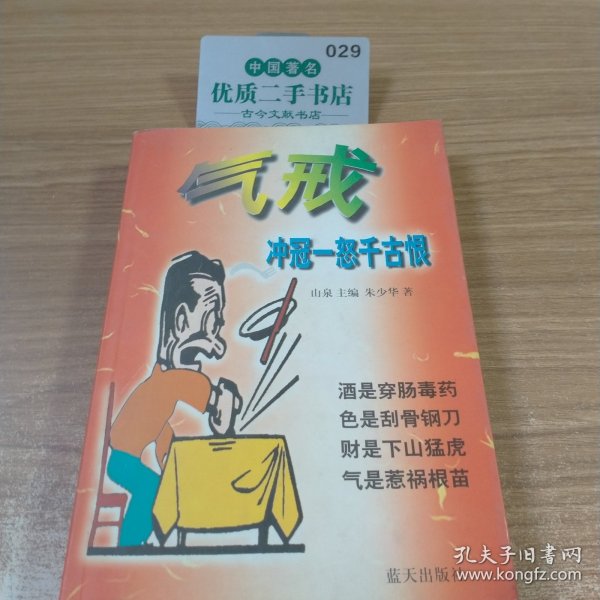 029
中国著名
优质二手书店
古今文献书店
气戒
冲冠一怒千古恨
山泉 主编 朱少华 著
酒是穿肠毒药
色是刮骨钢刀
财是下山猛虎
气是惹祸根苗
蓝天出版社
孔夫子旧书网
www.kongfz.com